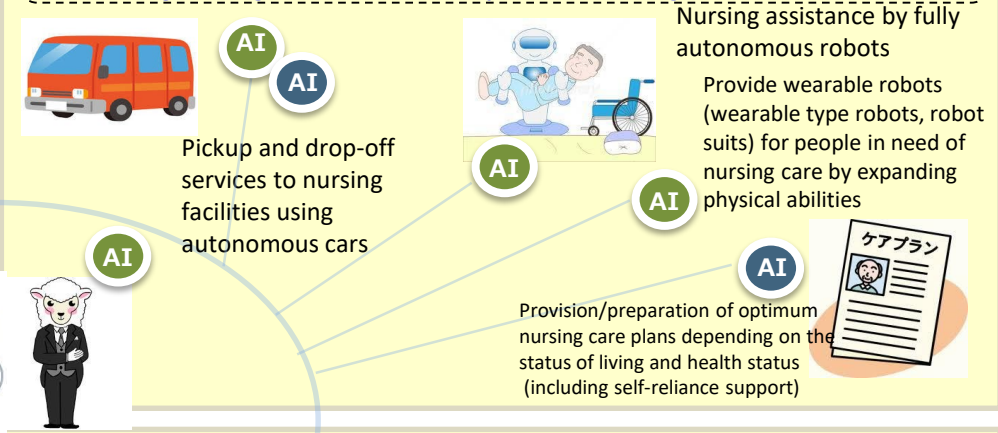 AI
AI
Nursing assistance by fully
autonomous robots
Pickup and drop-off
services to nursing
facilities using
autonomous cars
AI
Provide wearable robots
(wearable type robots, robot
suits) for people in need of
nursing care by expanding
physical abilities
AI
AI
AI
ケアプラン
Provision/preparation of optimum
nursing care plans depending on the
status of living and health status
(including self-reliance support)